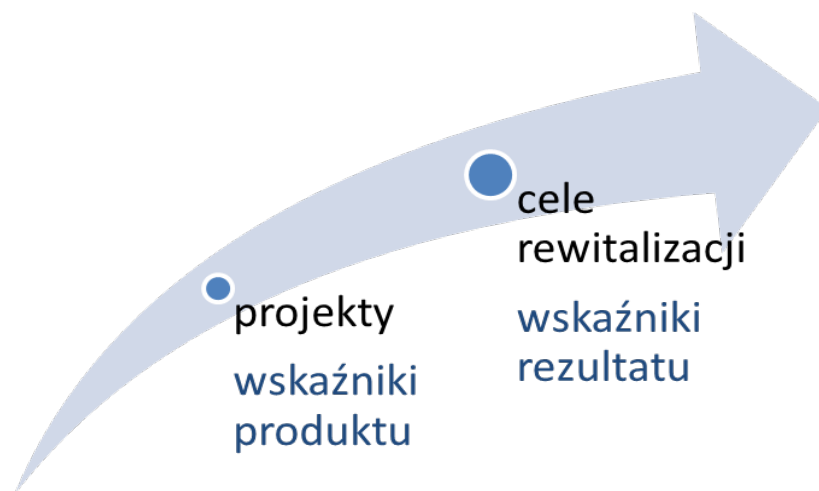 projekty
wskaźniki
produktu
cele
rewitalizacji
wskaźniki
rezultatu